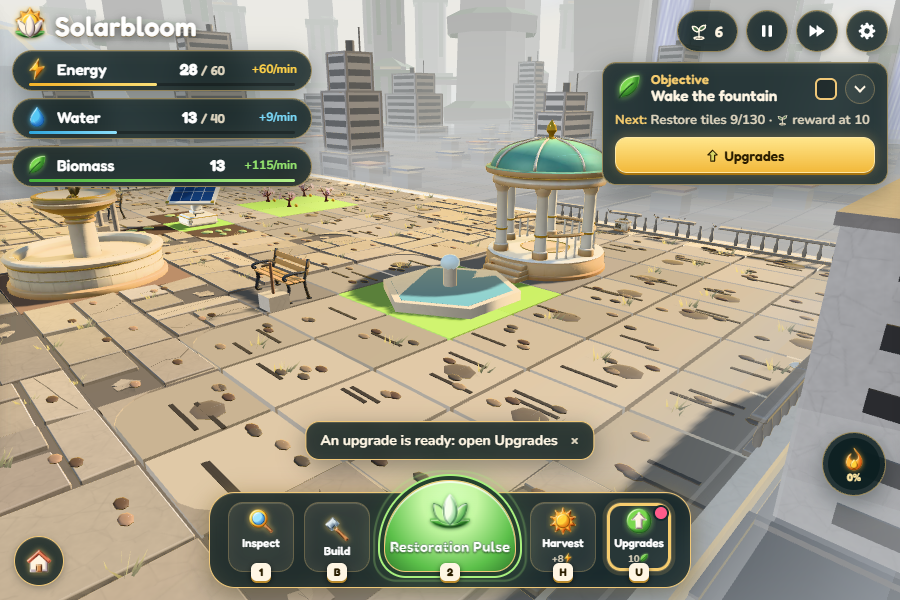 Solarbloom
Energy 28 / 60 +60/min
Water 13 / 40 +9/min
Biomass 13 +115/min
6
Objective
Wake the fountain
Next: Restore tiles 9/130 · reward at 10
Upgrades
An upgrade is ready: open Upgrades ×
0%
Inspect
1
Build
B
Restoration Pulse
2
Harvest
+8
H
Upgrades
10
U